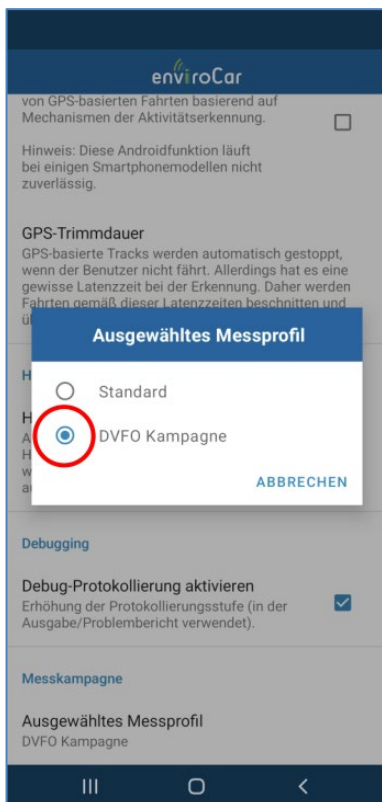 enviroCar
von GPS-basierten Fahrten basierend auf
Mechanismen der Aktivitätserkennung.
Hinweis: Diese Androidfunktion läuft
bei einigen Smartphonemodellen nicht
zuverlässig.
GPS-Trimmdauer
GPS-basierte Tracks werden automatisch gestoppt,
wenn der Benutzer nicht fährt. Allerdings hat es eine
gewisse Latenzzeit bei der Erkennung. Daher werden
Fahrten gemäß dieser Latenzzeiten beschnitten und
Ausgewähltes Messprofil
Standard
DVFO Kampagne
ABBRECHEN
Debugging
Debug-Protokollierung aktivieren
Erhöhung der Protokollierungsstufe (in der
Ausgabe/Problembericht verwendet).
Messkampagne
Ausgewähltes Messprofil
DVFO Kampagne